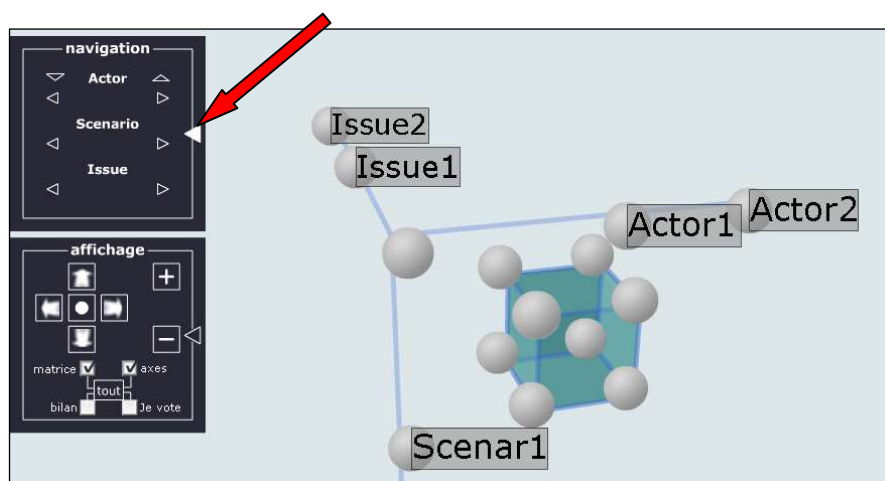 navigation
Actor
Scenario
Issue
affichage
matrice
axes
tout
bilan
Je vote
Issue2
Issue1
Actor1
Actor2
Scenar1